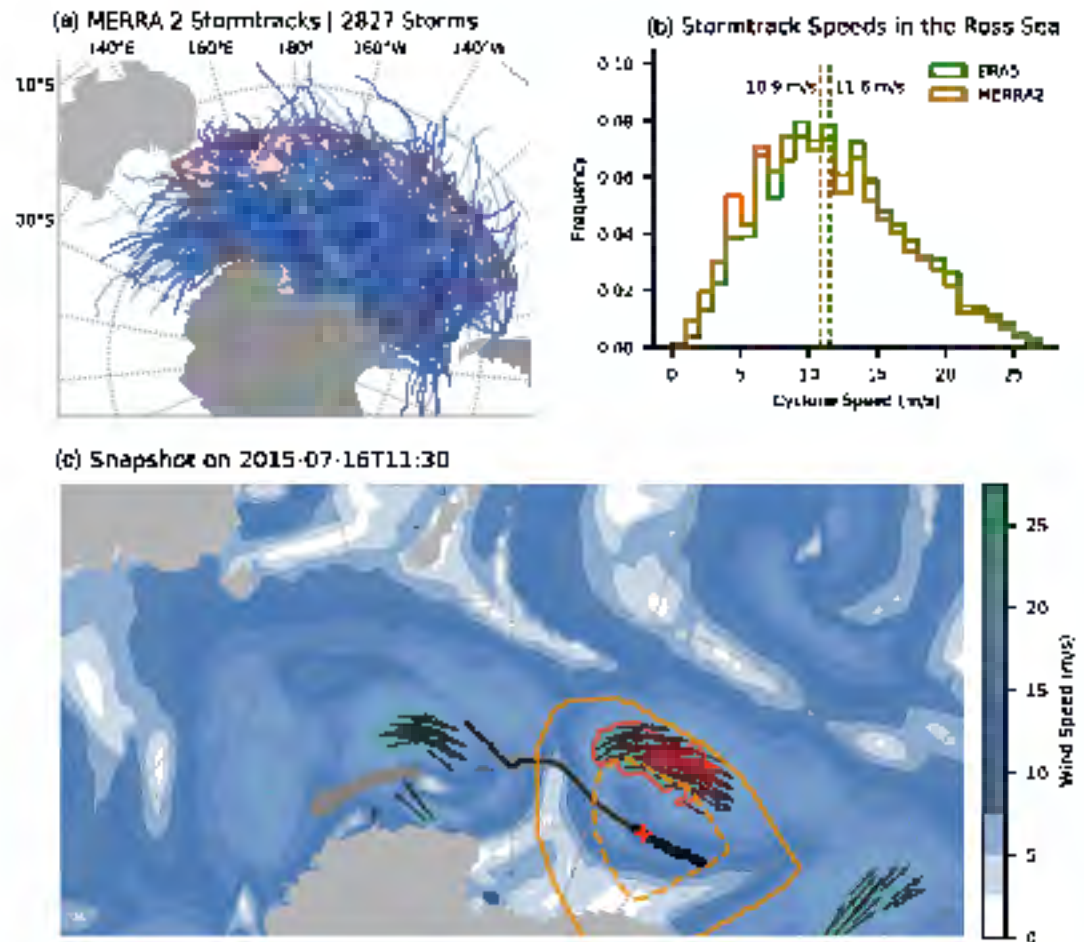 (a) MERRA 2 Stormtracks | 2827 Storms
140°E 160°E 180° 160°W 140°W
(b) Stormtrack Speeds in the Ross Sea
0.10
0.08
0.06
0.04
0.02
0.00
Frequency
10.9 m/s
ERA5
MERRA2
0 5 10 15 20 25
Cyclone Speed (m/s)
(c) Snapshot on 2015-07-16T11:30
25
20
15
10
5
0
Wind Speed (m/s)